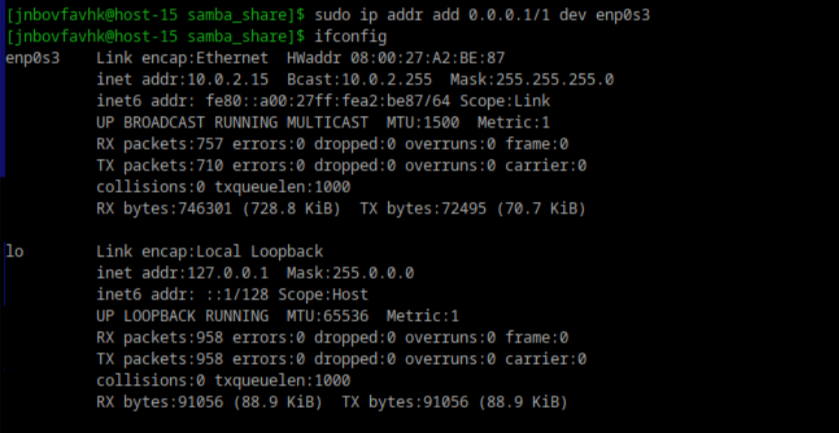 [jnbovfavhk@host-15 samba_share]$ sudo ip addr add 0.0.0.1/1 dev enp0s3
[jnbovfavhk@host-15 samba_share]$ ifconfig
enp0s3    Link encap:Ethernet  HWaddr 08:00:27:A2:BE:87
          inet addr:10.0.2.15  Bcast:10.0.2.255  Mask:255.255.255.0
          inet6 addr: fe80::a00:27ff:fea2:be87/64 Scope:Link
          UP BROADCAST RUNNING MULTICAST  MTU:1500  Metric:1
          RX packets:757 errors:0 dropped:0 overruns:0 frame:0
          TX packets:710 errors:0 dropped:0 overruns:0 carrier:0
          collisions:0 txqueuelen:1000
          RX bytes:746301 (728.8 KiB)  TX bytes:72495 (70.7 KiB)

lo        Link encap:Local Loopback
          inet addr:127.0.0.1  Mask:255.0.0.0
          inet6 addr: ::1/128 Scope:Host
          UP LOOPBACK RUNNING  MTU:65536  Metric:1
          RX packets:958 errors:0 dropped:0 overruns:0 frame:0
          TX packets:958 errors:0 dropped:0 overruns:0 carrier:0
          collisions:0 txqueuelen:1000
          RX bytes:91056 (88.9 KiB)  TX bytes:91056 (88.9 KiB)